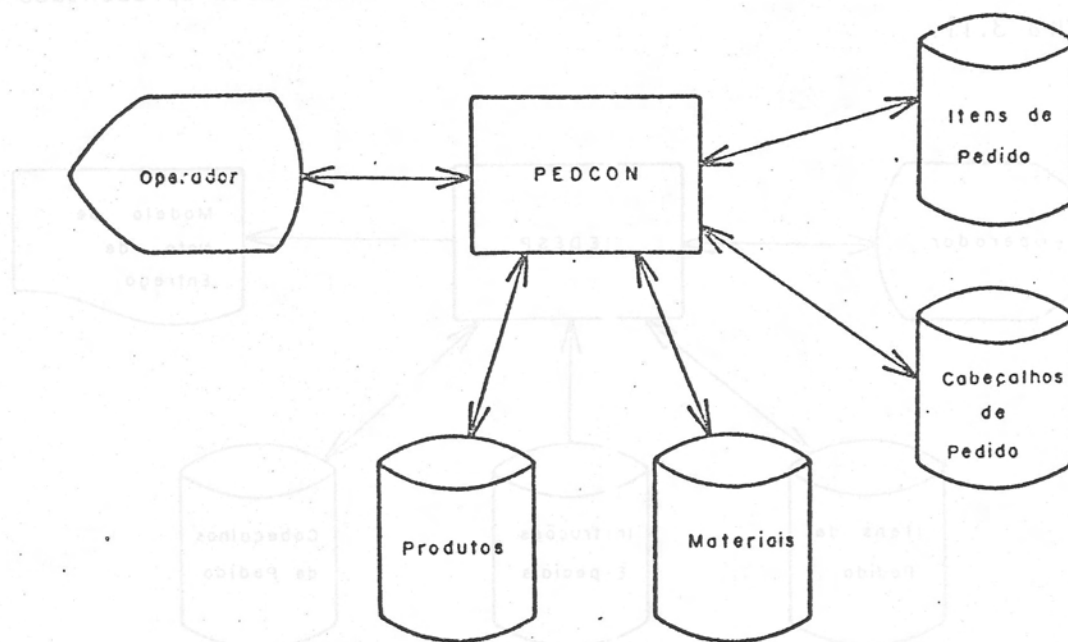 Operador
PEDCON
Itens de
Pedido
Cabeçalhos
de
Pedido
Produtos
Materiais